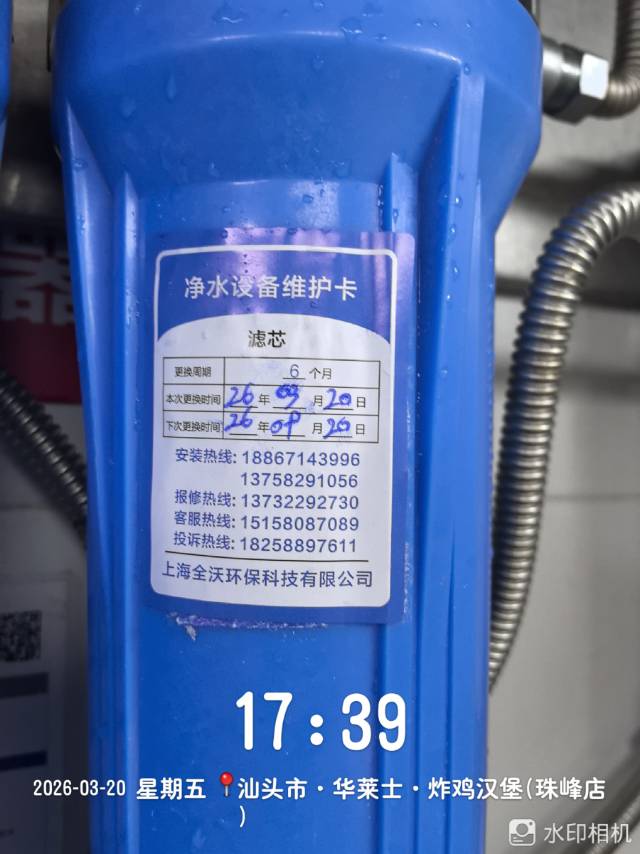 净水设备维护卡
滤芯
更换周期 6 个月
本次更换时间 26 年 03 月 20 日
下次更换时间 26 年 09 月 20 日
安装热线: 18867143996
13758291056
报修热线: 13732292730
客服热线: 15158087089
投诉热线: 18258897611
上海全沃环保科技有限公司
17:39
2026-03-20 星期五 📍汕头市·华莱士·炸鸡汉堡(珠峰店
)
水印相机